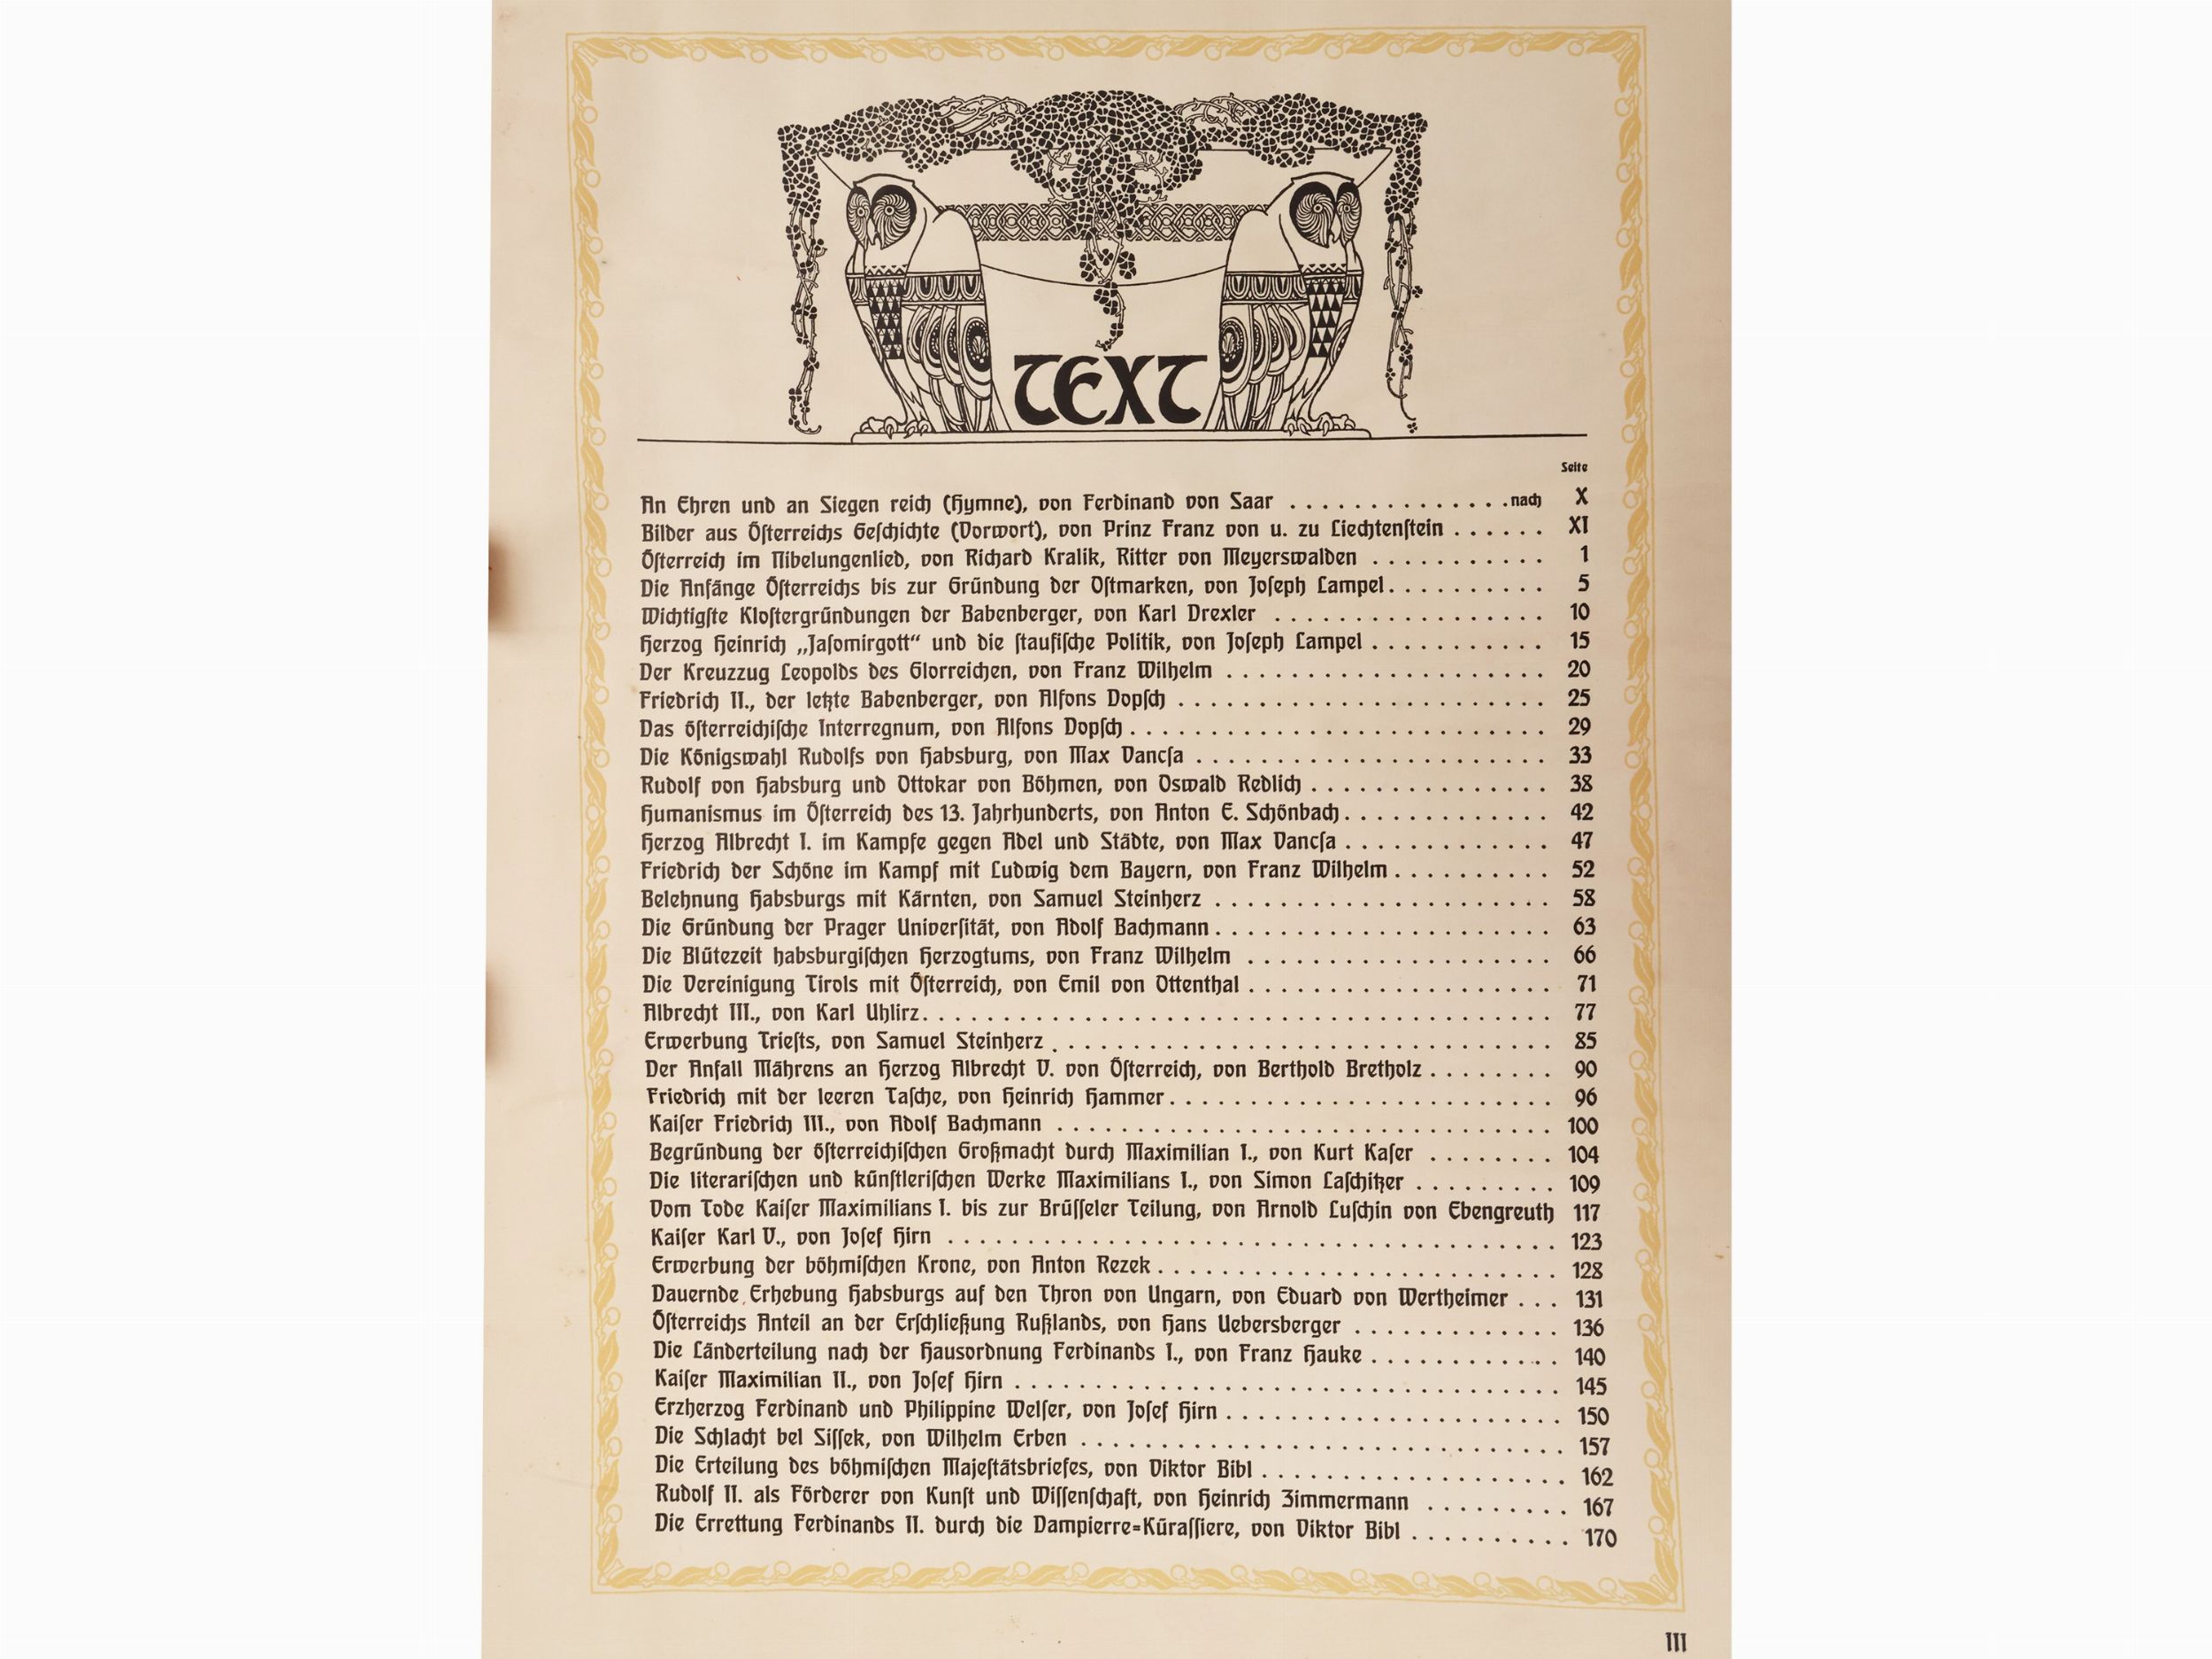 TEXT
Seite
An Ehren und an Siegen reich (Hymne), von Ferdinand von Saar . . . . . . . . . . . . . . . nach X
Bilder aus Öſterreichs Geſchichte (Vorwort), von Prinz Franz von u. zu Liechtenſtein . . . . . . XI
Öſterreich im Nibelungenlied, von Richard Kralik, Ritter von Meyerswalden . . . . . . . . . . . 1
Die Anfänge Öſterreichs bis zur Gründung der Oſtmarken, von Joſeph Lampel . . . . . . . . . . 5
Wichtigſte Kloſtergründungen der Babenberger, von Karl Drexler . . . . . . . . . . . . . . . . . 10
Herzog Heinrich „Jaſomirgott“ und die ſtaufiſche Politik, von Joſeph Lampel . . . . . . . . . . . 15
Der Kreuzzug Leopolds des Glorreichen, von Franz Wilhelm . . . . . . . . . . . . . . . . . . . 20
Friedrich II., der letzte Babenberger, von Alfons Dopſch . . . . . . . . . . . . . . . . . . . . . 25
Das öſterreichiſche Interregnum, von Alfons Dopſch . . . . . . . . . . . . . . . . . . . . . . . 29
Die Königswahl Rudolfs von Habsburg, von Max Vancſa . . . . . . . . . . . . . . . . . . . . 33
Rudolf von Habsburg und Ottokar von Böhmen, von Oswald Redlich . . . . . . . . . . . . . . 38
Humanismus im Öſterreich des 13. Jahrhunderts, von Anton E. Schönbach . . . . . . . . . . . . 42
Herzog Albrecht I. im Kampfe gegen Adel und Städte, von Max Vancſa . . . . . . . . . . . . . 47
Friedrich der Schöne im Kampf mit Ludwig dem Bayern, von Franz Wilhelm . . . . . . . . . . 52
Belehnung Habsburgs mit Kärnten, von Samuel Steinherz . . . . . . . . . . . . . . . . . . . . 58
Die Gründung der Prager Univerſität, von Adolf Bachmann . . . . . . . . . . . . . . . . . . . 63
Die Blütezeit habsburgiſchen Herzogtums, von Franz Wilhelm . . . . . . . . . . . . . . . . . . 66
Die Vereinigung Tirols mit Öſterreich, von Emil von Ottenthal . . . . . . . . . . . . . . . . . . 71
Albrecht III., von Karl Uhlirz . . . . . . . . . . . . . . . . . . . . . . . . . . . . . . . . . . . . 77
Erwerbung Trieſts, von Samuel Steinherz . . . . . . . . . . . . . . . . . . . . . . . . . . . . . 85
Der Anfall Mährens an Herzog Albrecht V. von Öſterreich, von Berthold Bretholz . . . . . . . . 90
Friedrich mit der leeren Taſche, von Heinrich Hammer . . . . . . . . . . . . . . . . . . . . . . . 96
Kaiſer Friedrich III., von Adolf Bachmann . . . . . . . . . . . . . . . . . . . . . . . . . . . . . 100
Begründung der öſterreichiſchen Großmacht durch Maximilian I., von Kurt Kaſer . . . . . . . . 104
Die literariſchen und künſtleriſchen Werke Maximilians I., von Simon Laſchitzer . . . . . . . . . 109
Vom Tode Kaiſer Maximilians I. bis zur Brüſſeler Teilung, von Arnold Luſchin von Ebengreuth 117
Kaiſer Karl V., von Joſef Hirn . . . . . . . . . . . . . . . . . . . . . . . . . . . . . . . . . . . 123
Erwerbung der böhmiſchen Krone, von Anton Rezek . . . . . . . . . . . . . . . . . . . . . . . 128
Dauernde Erhebung Habsburgs auf den Thron von Ungarn, von Eduard von Wertheimer . . . 131
Öſterreichs Anteil an der Erſchließung Rußlands, von Hans Uebersberger . . . . . . . . . . . . . 136
Die Länderteilung nach der Hausordnung Ferdinands I., von Franz Hauke . . . . . . . . . . . . 140
Kaiſer Maximilian II., von Joſef Hirn . . . . . . . . . . . . . . . . . . . . . . . . . . . . . . . 145
Erzherzog Ferdinand und Philippine Welſer, von Joſef Hirn . . . . . . . . . . . . . . . . . . . . 150
Die Schlacht bei Siſſek, von Wilhelm Erben . . . . . . . . . . . . . . . . . . . . . . . . . . . . 157
Die Erteilung des böhmiſchen Majeſtätsbriefes, von Viktor Bibl . . . . . . . . . . . . . . . . . . 162
Rudolf II. als Förderer von Kunſt und Wiſſenſchaft, von Heinrich Zimmermann . . . . . . . . . 167
Die Errettung Ferdinands II. durch die Dampierre=Küraſſiere, von Viktor Bibl . . . . . . . . . . 170
III